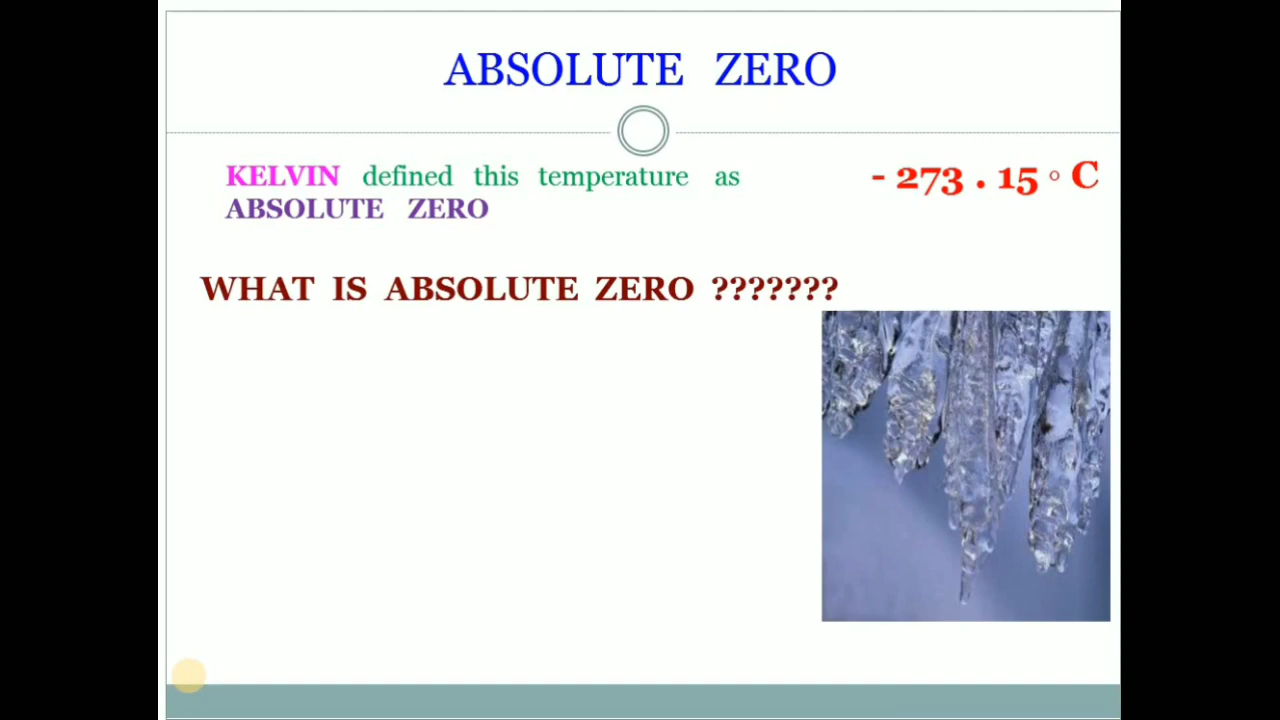 ABSOLUTE ZERO
KELVIN defined this temperature as - 273 . 15 ◦ C
ABSOLUTE ZERO
WHAT IS ABSOLUTE ZERO ???????